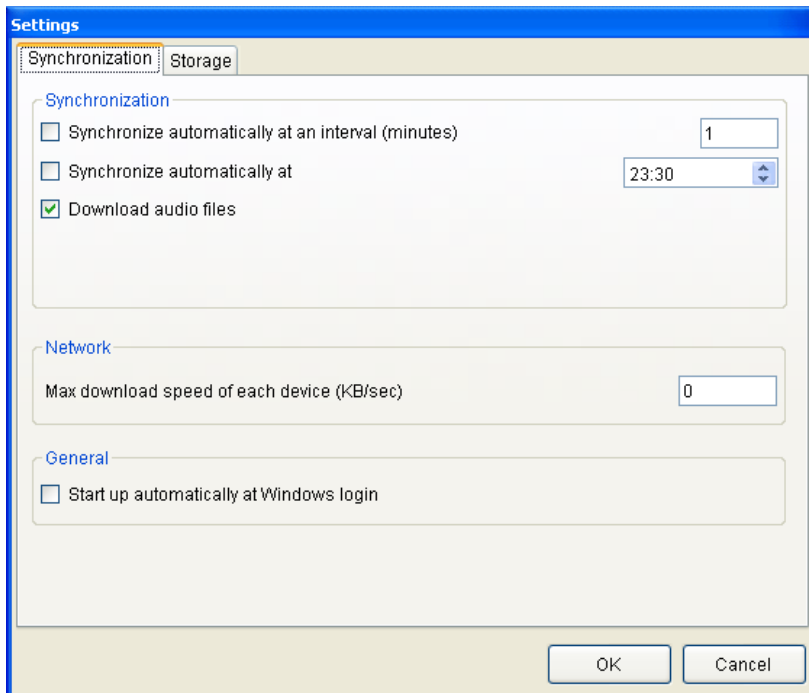 Settings
Synchronization Storage
Synchronization
Synchronize automatically at an interval (minutes) 1
Synchronize automatically at 23:30
Download audio files
Network
Max download speed of each device (KB/sec) 0
General
Start up automatically at Windows login
OK Cancel